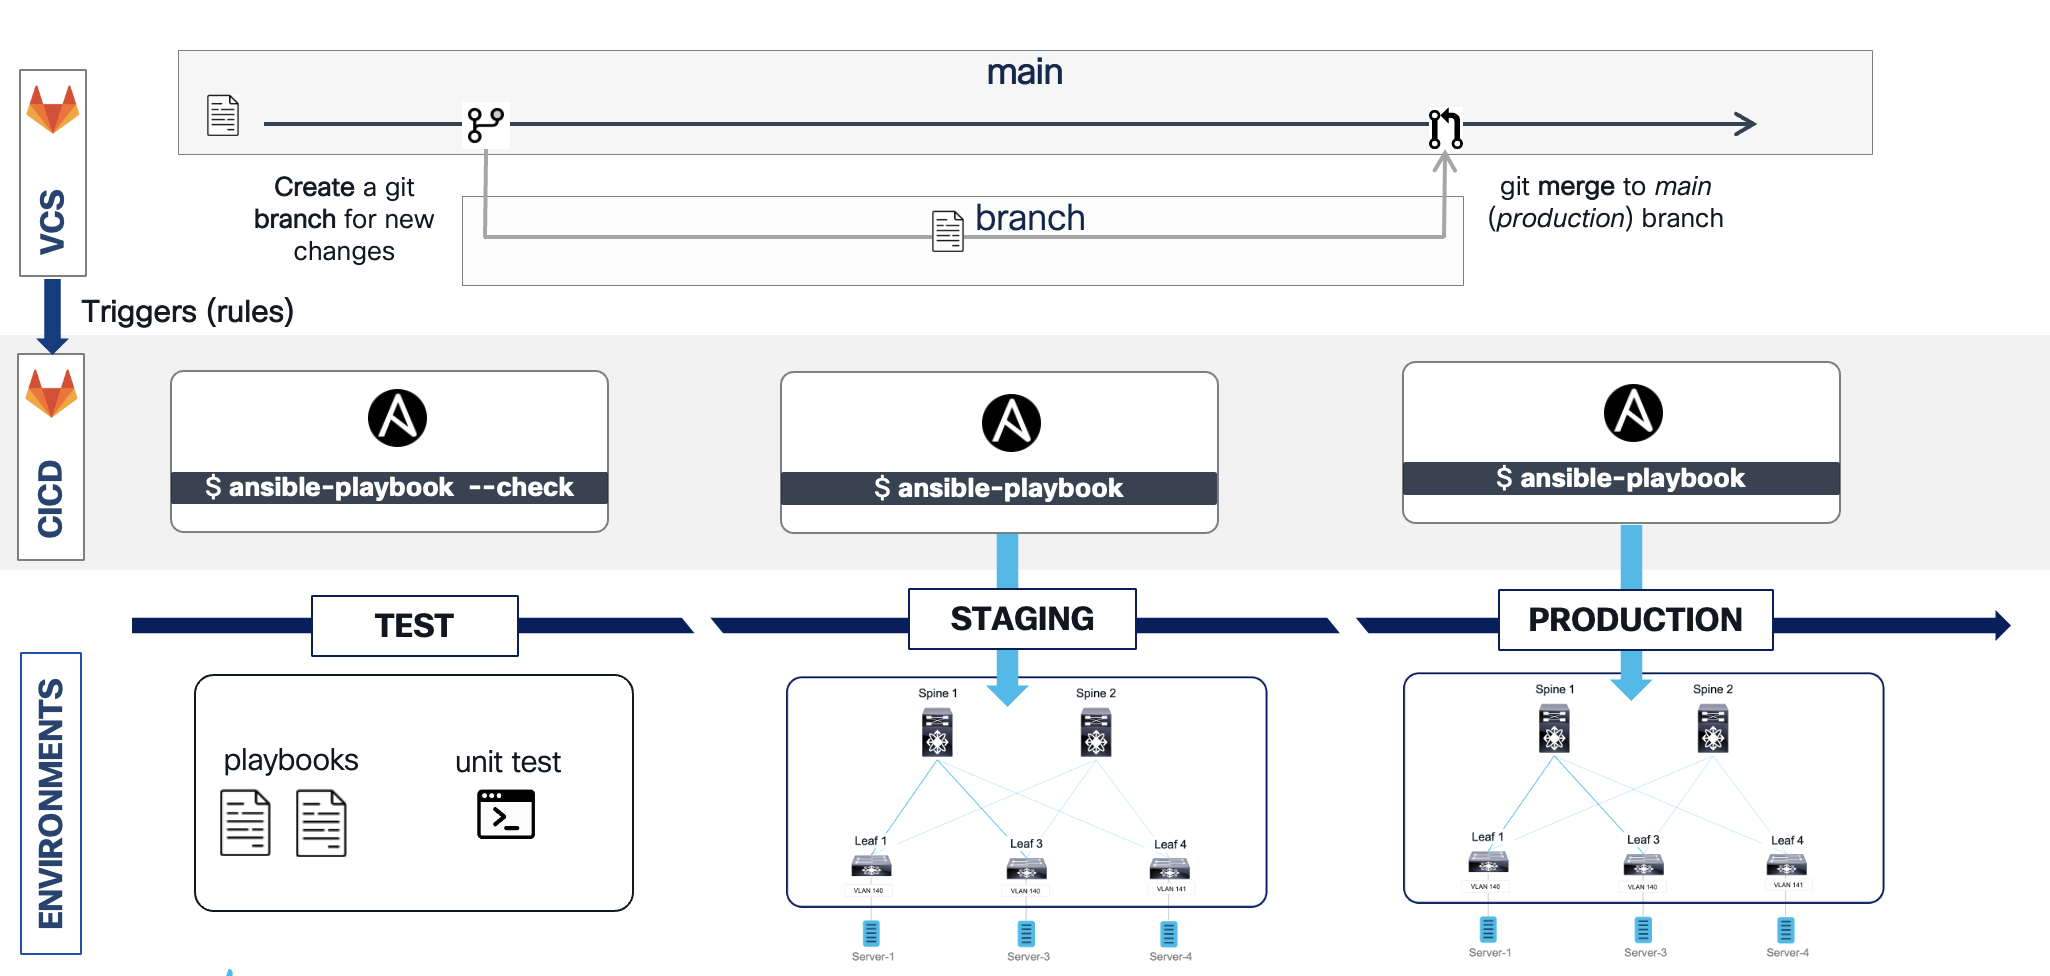 main
VCS
Create a git
branch for new
changes
branch
git merge to main
(production) branch
Triggers (rules)
CICD
$ ansible-playbook --check
$ ansible-playbook
$ ansible-playbook
TEST
STAGING
PRODUCTION
ENVIRONMENTS
playbooks
unit test
Spine 1
Spine 2
Leaf 1
Leaf 3
Leaf 4
VLAN 140
VLAN 140
VLAN 141
Server-1
Server-3
Server-4
Spine 1
Spine 2
Leaf 1
Leaf 3
Leaf 4
VLAN 140
VLAN 140
VLAN 141
Server-1
Server-3
Server-4